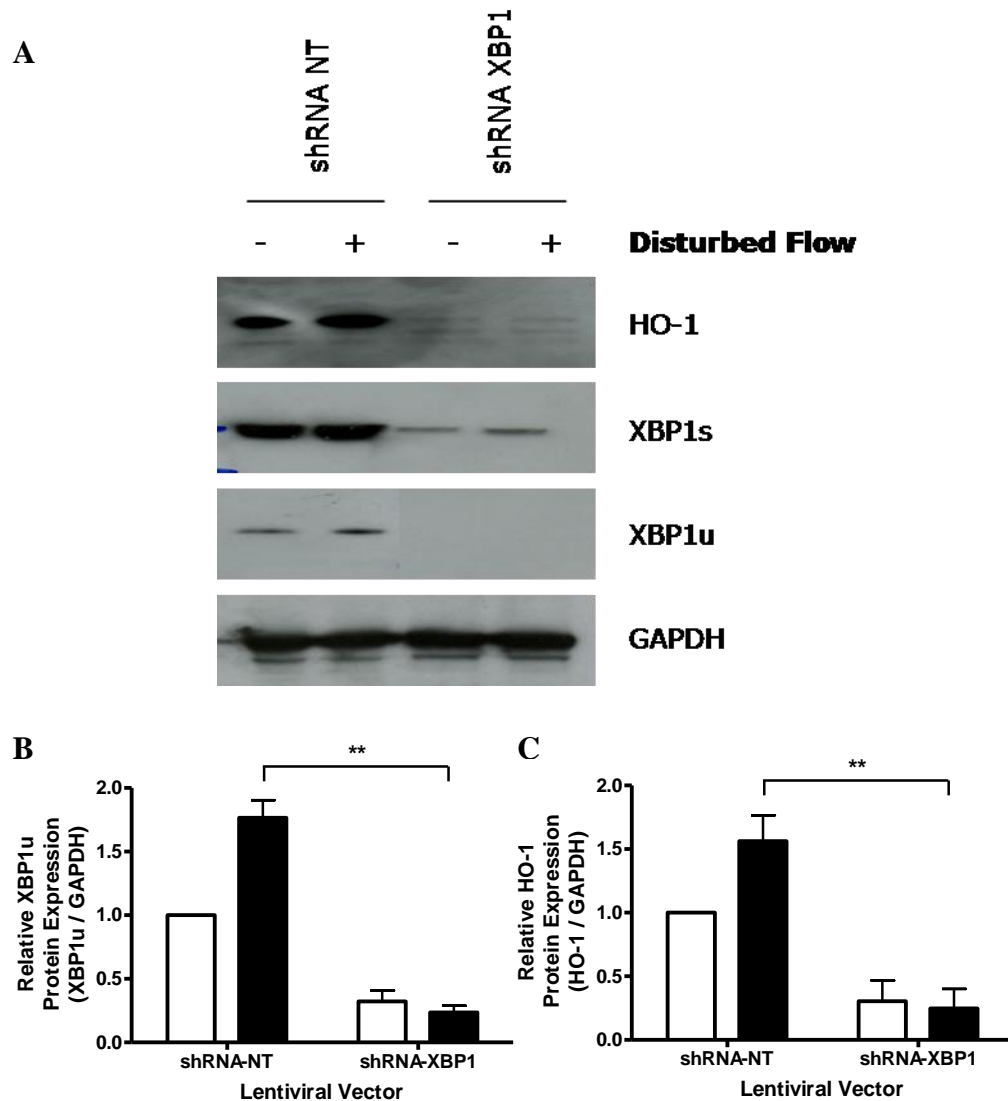 A
shRNA NT
shRNA XBP1
- + - + Disturbed Flow
HO-1
XBP1s
XBP1u
GAPDH
B
**
Relative XBP1u
Protein Expression
(XBP1u / GAPDH)
2.0
1.5
1.0
0.5
0.0
shRNA-NT shRNA-XBP1
Lentiviral Vector
C
**
Relative HO-1
Protein Expression
(HO-1 / GAPDH)
2.0
1.5
1.0
0.5
0.0
shRNA-NT shRNA-XBP1
Lentiviral Vector